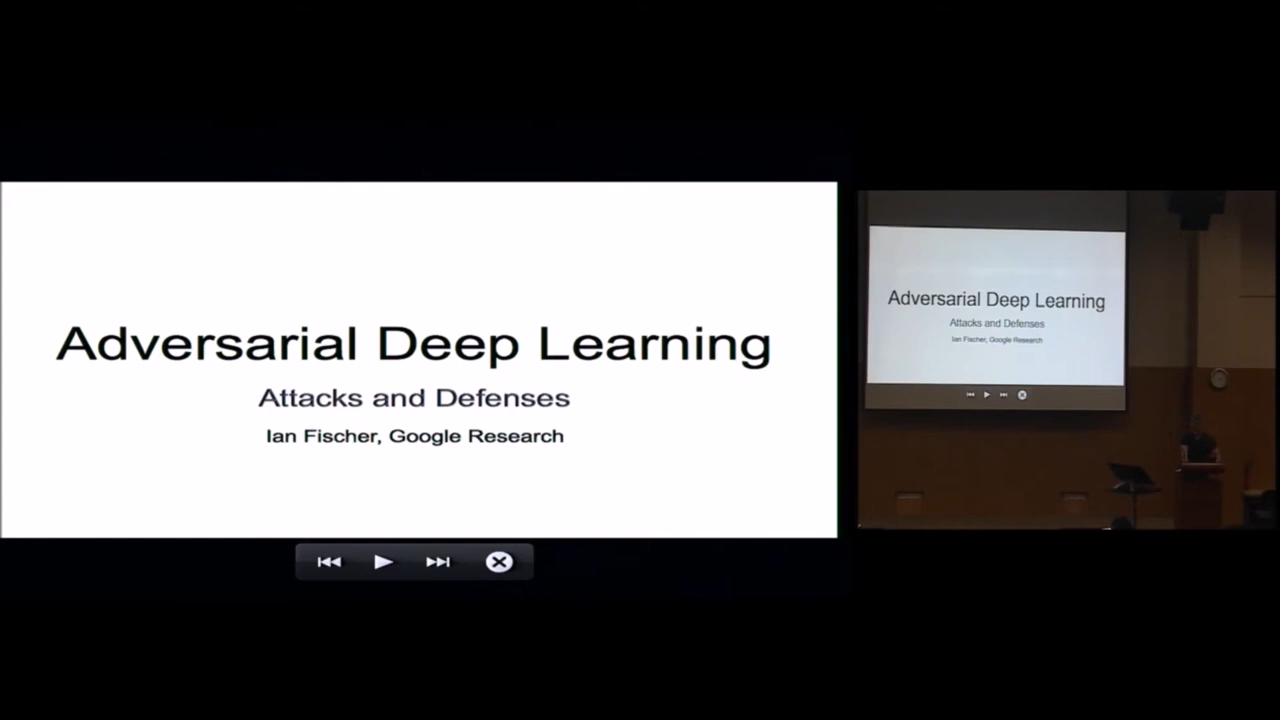 Adversarial Deep Learning
Attacks and Defenses
Ian Fischer, Google Research
Adversarial Deep Learning
Attacks and Defenses
Ian Fischer, Google Research